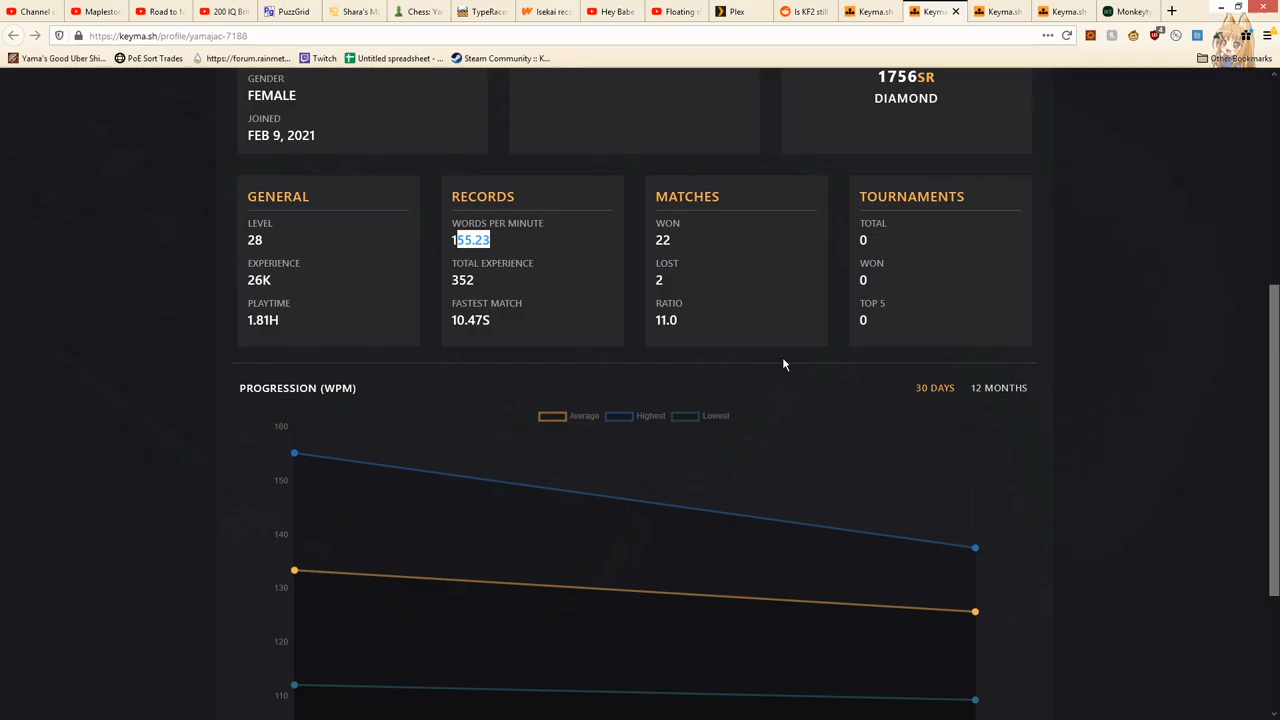 Channel c
Maplesto
Road to M
200 IQ Bri
PuzzGrid
Shara's M
Chess: Ya
TypeRace
Isekai reco
Hey Babe
Floating d
Plex
Is KF2 still
Keyma.sh
Keyma
Keyma.sh
Keyma.sh
Monkeyty
https://keyma.sh/profile/yamajac-7188
Yama's Good Uber Shi...
PoE Sort Trades
https://forum.rainmet...
Twitch
Untitled spreadsheet -...
Steam Community :: K...
Other Bookmarks
GENDER
FEMALE
JOINED
FEB 9, 2021
1756SR
DIAMOND
GENERAL
LEVEL
28
EXPERIENCE
26K
PLAYTIME
1.81H
RECORDS
WORDS PER MINUTE
155.23
TOTAL EXPERIENCE
352
FASTEST MATCH
10.47S
MATCHES
WON
22
LOST
2
RATIO
11.0
TOURNAMENTS
TOTAL
0
WON
0
TOP 5
0
PROGRESSION (WPM)
30 DAYS
12 MONTHS
Average
Highest
Lowest
160
150
140
130
120
110